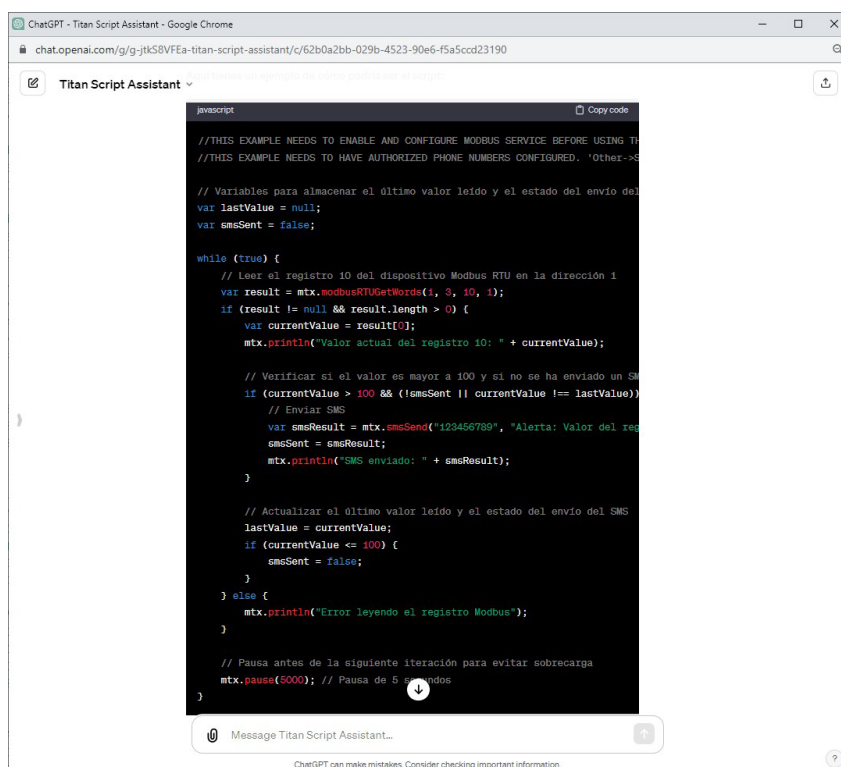 ChatGPT - Titan Script Assistant - Google Chrome
chat.openai.com/g/g-jtkS8VFEa-titan-script-assistant/c/62b0a2bb-029b-4523-90e6-f5a5ccd23190
Titan Script Assistant
javascript Copy code
//THIS EXAMPLE NEEDS TO ENABLE AND CONFIGURE MODBUS SERVICE BEFORE USING TH
//THIS EXAMPLE NEEDS TO HAVE AUTHORIZED PHONE NUMBERS CONFIGURED. 'Other->S
// Variables para almacenar el último valor leído y el estado del envío del
var lastValue = null;
var smsSent = false;
while (true) {
// Leer el registro 10 del dispositivo Modbus RTU en la dirección 1
var result = mtx.modbusRTUGetWords(1, 3, 10, 1);
if (result != null && result.length > 0) {
var currentValue = result[0];
mtx.println("Valor actual del registro 10: " + currentValue);
// Verificar si el valor es mayor a 100 y si no se ha enviado un SM
if (currentValue > 100 && (!smsSent || currentValue !== lastValue))
// Enviar SMS
var smsResult = mtx.smsSend("123456789", "Alerta: Valor del reg
smsSent = smsResult;
mtx.println("SMS enviado: " + smsResult);
}
// Actualizar el último valor leído y el estado del envío del SMS
lastValue = currentValue;
if (currentValue <= 100) {
smsSent = false;
}
} else {
mtx.println("Error leyendo el registro Modbus");
}
// Pausa antes de la siguiente iteración para evitar sobrecarga
mtx.pause(5000); // Pausa de 5 segundos
}
Message Titan Script Assistant...
ChatGPT can make mistakes. Consider checking important information.
?